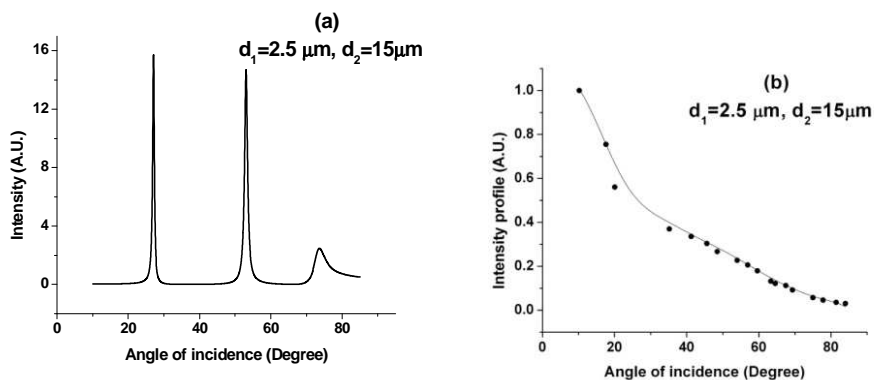 (a)
d₁=2.5 μm, d₂=15μm
16
12
8
4
0
0 20 40 60 80
Intensity (A.U.)
Angle of incidence (Degree)
(b)
d₁=2.5 μm, d₂=15μm
1.0
0.8
0.6
0.4
0.2
0.0
0 20 40 60 80
Intensity profile (A.U.)
Angle of incidence (Degree)